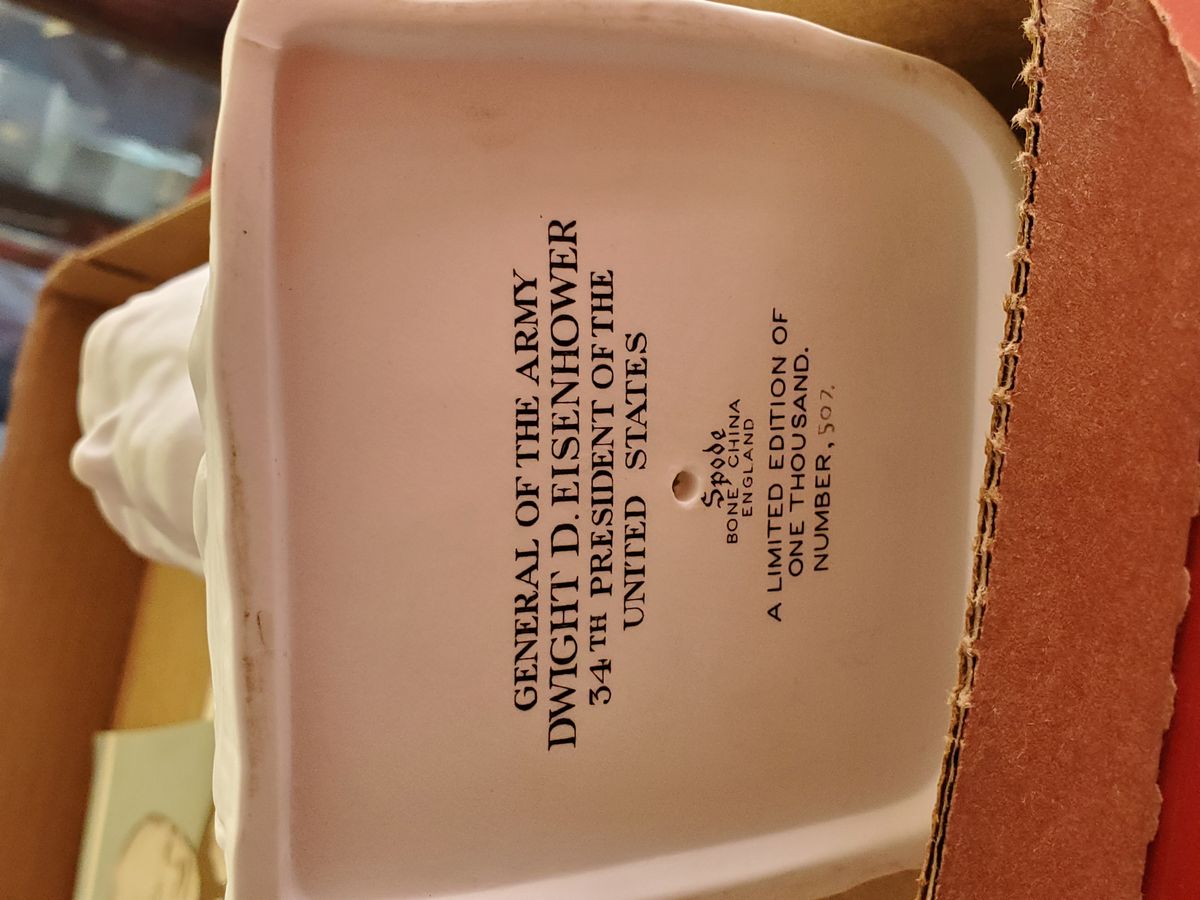 GENERAL OF THE ARMY
DWIGHT D. EISENHOWER
34TH PRESIDENT OF THE
UNITED STATES
Spode
BONE CHINA
ENGLAND
A LIMITED EDITION OF
ONE THOUSAND.
NUMBER, 507.